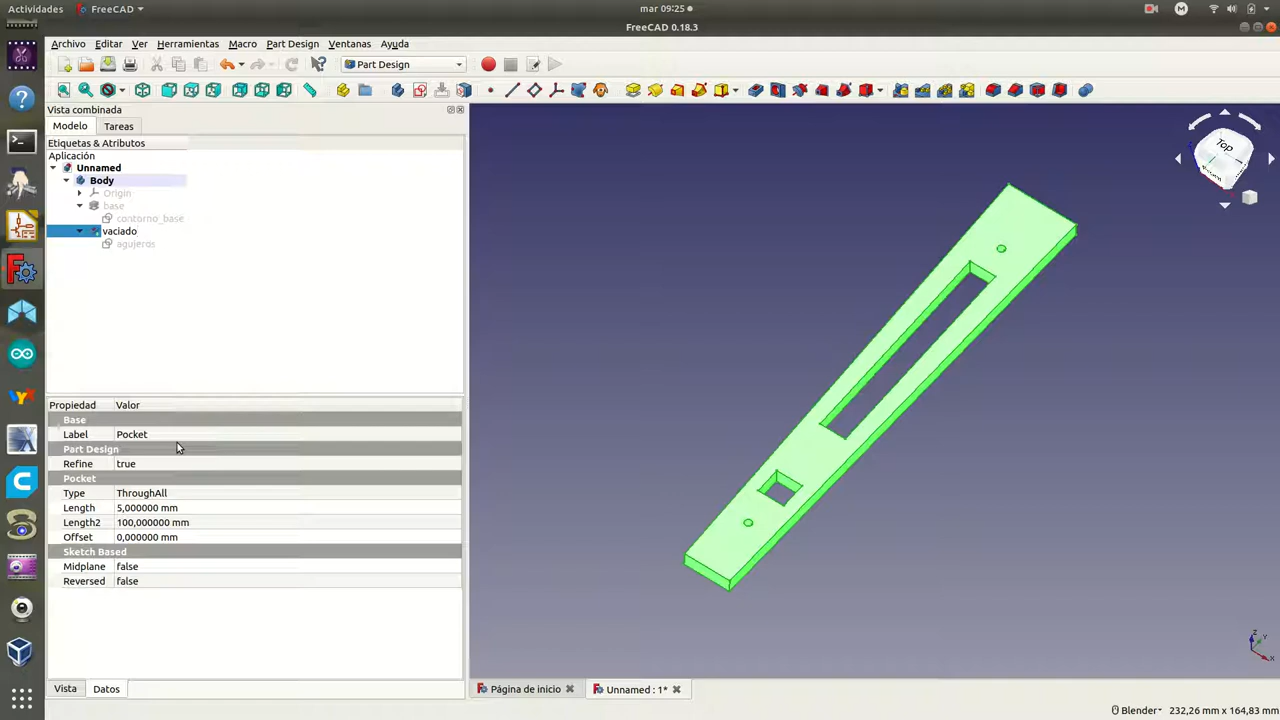 Actividades FreeCAD mar 09:25
FreeCAD 0.18.3
Archivo Editar Ver Herramientas Macro Part Design Ventanas Ayuda
Part Design
Vista combinada
Modelo Tareas
Etiquetas & Atributos
Aplicación
Unnamed
Body
Origin
base
contorno_base
vaciado
agujeros
Propiedad Valor
Base
Label Pocket
Part Design
Refine true
Pocket
Type ThroughAll
Length 5,000000 mm
Length2 100,000000 mm
Offset 0,000000 mm
Sketch Based
Midplane false
Reversed false
Vista Datos
Top
Página de inicio Unnamed : 1*
Blender 232,26 mm x 164,83 mm